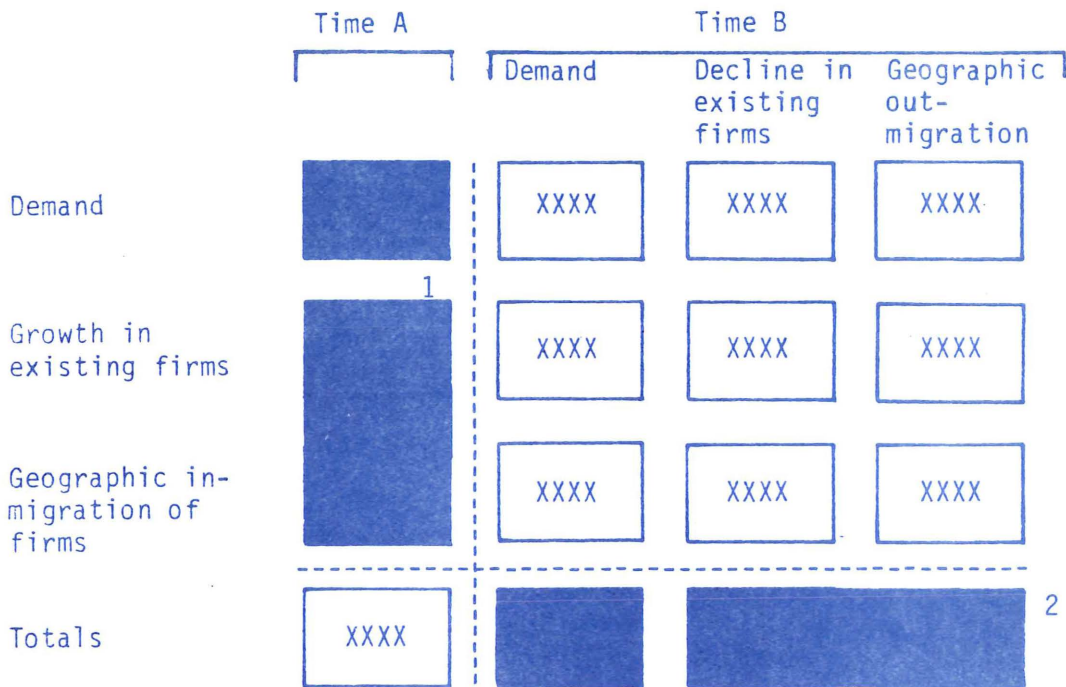 Time A Time B
Demand Decline in Geographic
existing out-
firms migration
Demand XXXX XXXX XXXX
1
Growth in
existing firms XXXX XXXX XXXX
Geographic in-
migration of XXXX XXXX XXXX
firms
2
Totals XXXX